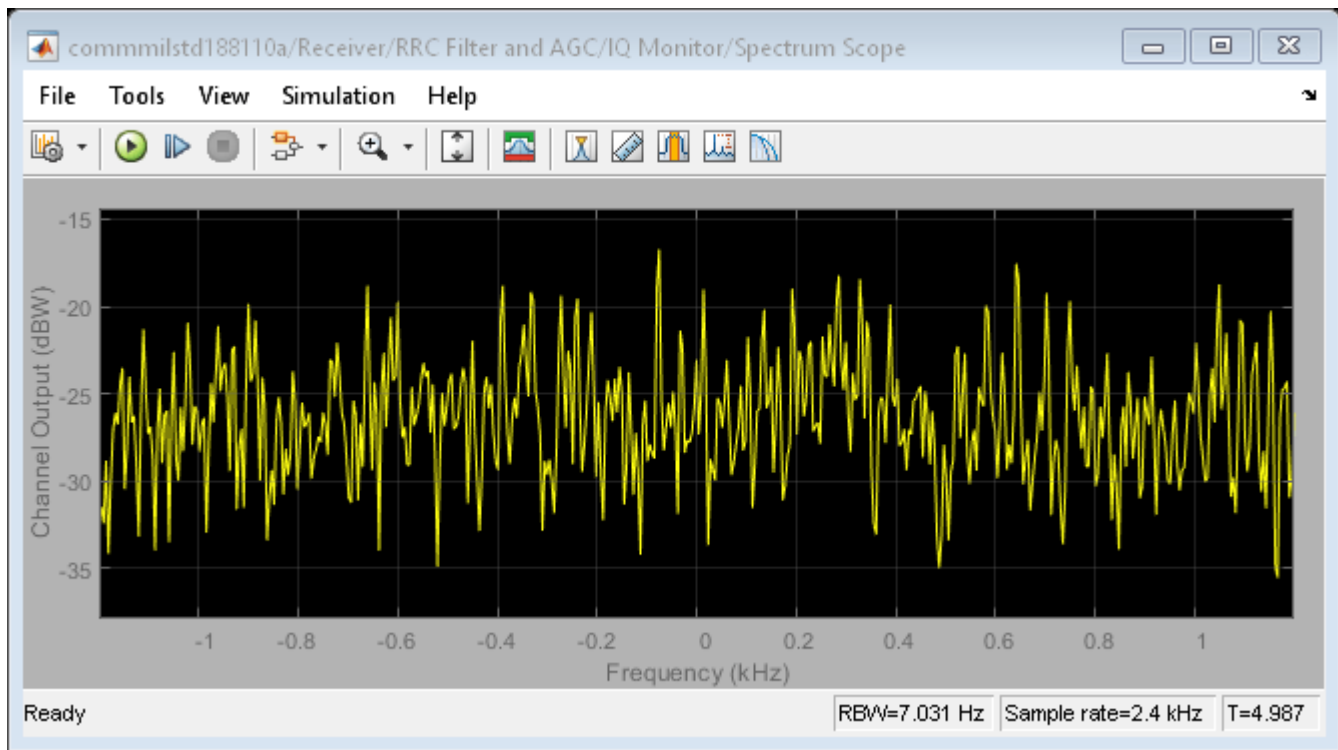 commmilstd188110a/Receiver/RRC Filter and AGC/IQ Monitor/Spectrum Scope
File Tools View Simulation Help
-15
-20
-25
-30
-35
Channel Output (dBW)
-1 -0.8 -0.6 -0.4 -0.2 0 0.2 0.4 0.6 0.8 1
Frequency (kHz)
Ready RBW=7.031 Hz Sample rate=2.4 kHz T=4.987